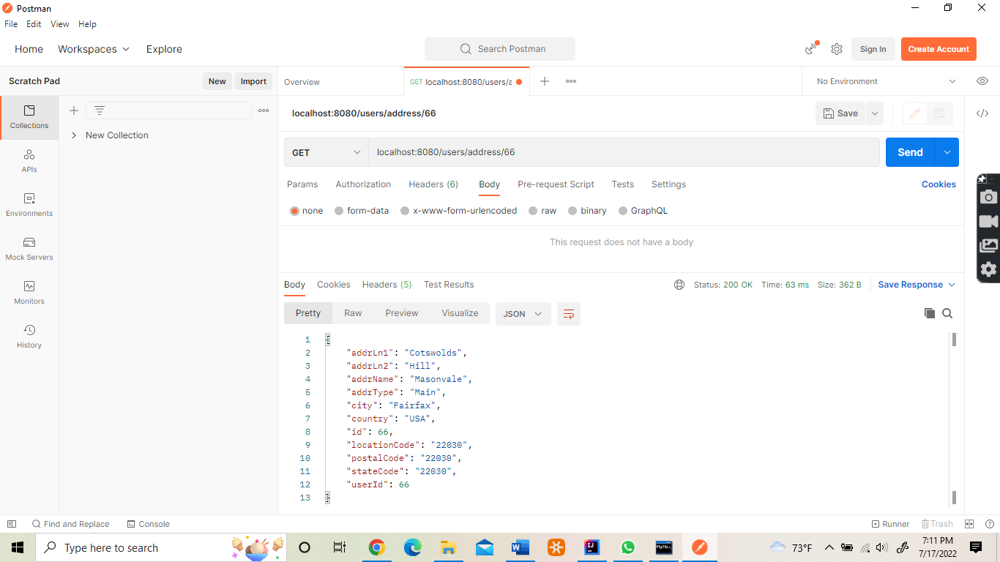 Postman
File Edit View Help
Home Workspaces Explore Search Postman Sign In Create Account
Scratch Pad New Import Overview GET localhost:8080/users/a No Environment
localhost:8080/users/address/66 Save
Collections New Collection
GET localhost:8080/users/address/66 Send
APIs
Params Authorization Headers (6) Body Pre-request Script Tests Settings Cookies
Environments none form-data x-www-form-urlencoded raw binary GraphQL
This request does not have a body
Mock Servers
Body Cookies Headers (5) Test Results Status: 200 OK Time: 63 ms Size: 362 B Save Response
Monitors
Pretty Raw Preview Visualize JSON
History
1 {
2 "addrLn1": "Cotswolds",
3 "addrLn2": "Hill",
4 "addrName": "Masonvale",
5 "addrType": "Main",
6 "city": "Fairfax",
7 "country": "USA",
8 "id": 66,
9 "locationCode": "22030",
10 "postalCode": "22030",
11 "stateCode": "22030",
12 "userId": 66
13 }
Find and Replace Console Runner Trash
Type here to search 73°F 7:11 PM
7/17/2022